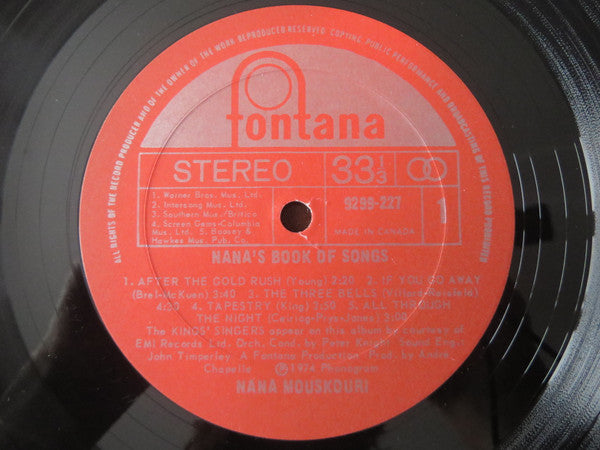 ALL RIGHTS OF THE RECORD PRODUCER AND OF THE OWNER OF THE WORK REPRODUCED RESERVED. COPYING, PUBLIC PERFORMANCE AND BROADCASTING OF THIS RECORD PROHIBITED
fontana
STEREO 33 1/3
1. Warner Bros. Mus. Ltd.
2. Intersong Mus. Ltd.
3. Southern Mus./Britico
4. Screen Gems-Columbia
Mus. Ltd. 5. Boosey &
Hawkes Mus. Pub. Co.
9299-227
1
MADE IN CANADA
NANA'S BOOK OF SONGS
1. AFTER THE GOLD RUSH (Young) 2:20 2. IF YOU GO AWAY
(Brel-McKuen) 3:40 3. THE THREE BELLS
4:30 4. TAPESTRY (King) 3:50 5. ALL THROUGH
THE NIGHT 3:00
The KINGS' SINGERS appear on this album by courtesy of
EMI Records Ltd. Orch. Cond. by Peter Knight Sound Eng.:
John Timperley A Fontana Production, Prod. by André
Chapelle ℗ 1974 Phonogram
NANA MOUSKOURI